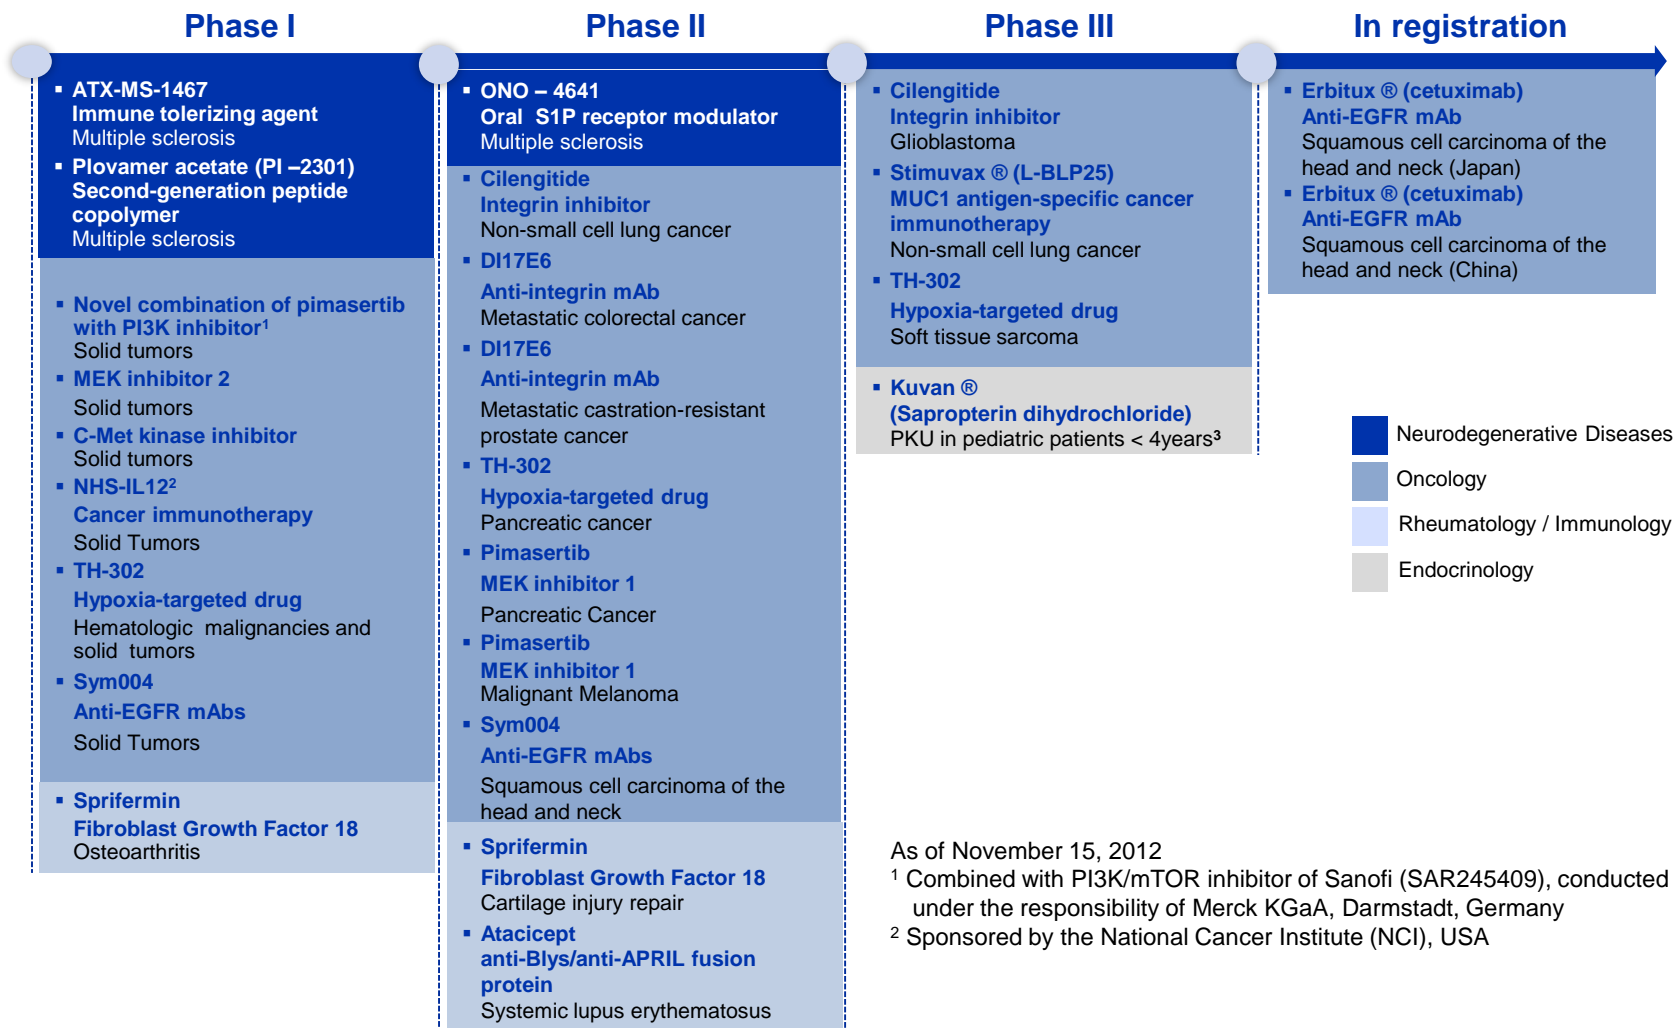 Phase I
Phase II
Phase III
In registration
▪ ATX-MS-1467
Immune tolerizing agent
Multiple sclerosis
▪ Plovamer acetate (PI –2301)
Second-generation peptide
copolymer
Multiple sclerosis
▪ Novel combination of pimasertib
with PI3K inhibitor¹
Solid tumors
▪ MEK inhibitor 2
Solid tumors
▪ C-Met kinase inhibitor
Solid tumors
▪ NHS-IL12²
Cancer immunotherapy
Solid Tumors
▪ TH-302
Hypoxia-targeted drug
Hematologic malignancies and
solid tumors
▪ Sym004
Anti-EGFR mAbs
Solid Tumors
▪ Sprifermin
Fibroblast Growth Factor 18
Osteoarthritis
▪ ONO – 4641
Oral S1P receptor modulator
Multiple sclerosis
▪ Cilengitide
Integrin inhibitor
Non-small cell lung cancer
▪ DI17E6
Anti-integrin mAb
Metastatic colorectal cancer
▪ DI17E6
Anti-integrin mAb
Metastatic castration-resistant
prostate cancer
▪ TH-302
Hypoxia-targeted drug
Pancreatic cancer
▪ Pimasertib
MEK inhibitor 1
Pancreatic Cancer
▪ Pimasertib
MEK inhibitor 1
Malignant Melanoma
▪ Sym004
Anti-EGFR mAbs
Squamous cell carcinoma of the
head and neck
▪ Sprifermin
Fibroblast Growth Factor 18
Cartilage injury repair
▪ Atacicept
anti-Blys/anti-APRIL fusion
protein
Systemic lupus erythematosus
▪ Cilengitide
Integrin inhibitor
Glioblastoma
▪ Stimuvax ® (L-BLP25)
MUC1 antigen-specific cancer
immunotherapy
Non-small cell lung cancer
▪ TH-302
Hypoxia-targeted drug
Soft tissue sarcoma
▪ Kuvan ®
(Sapropterin dihydrochloride)
PKU in pediatric patients < 4years³
▪ Erbitux ® (cetuximab)
Anti-EGFR mAb
Squamous cell carcinoma of the
head and neck (Japan)
▪ Erbitux ® (cetuximab)
Anti-EGFR mAb
Squamous cell carcinoma of the
head and neck (China)
Neurodegenerative Diseases
Oncology
Rheumatology / Immunology
Endocrinology
As of November 15, 2012
¹ Combined with PI3K/mTOR inhibitor of Sanofi (SAR245409), conducted
under the responsibility of Merck KGaA, Darmstadt, Germany
² Sponsored by the National Cancer Institute (NCI), USA